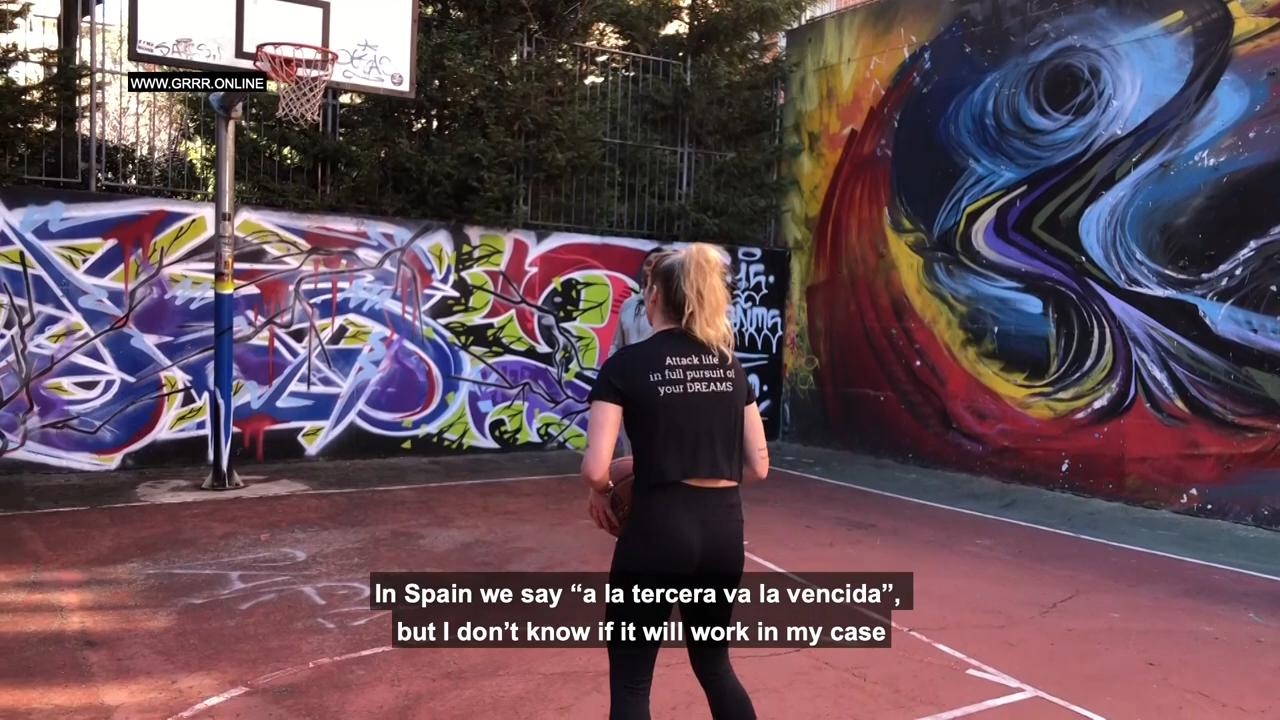 WWW.GRRR.ONLINE
Attack life
in full pursuit of
your DREAMS
In Spain we say “a la tercera va la vencida”,
but I don’t know if it will work in my case